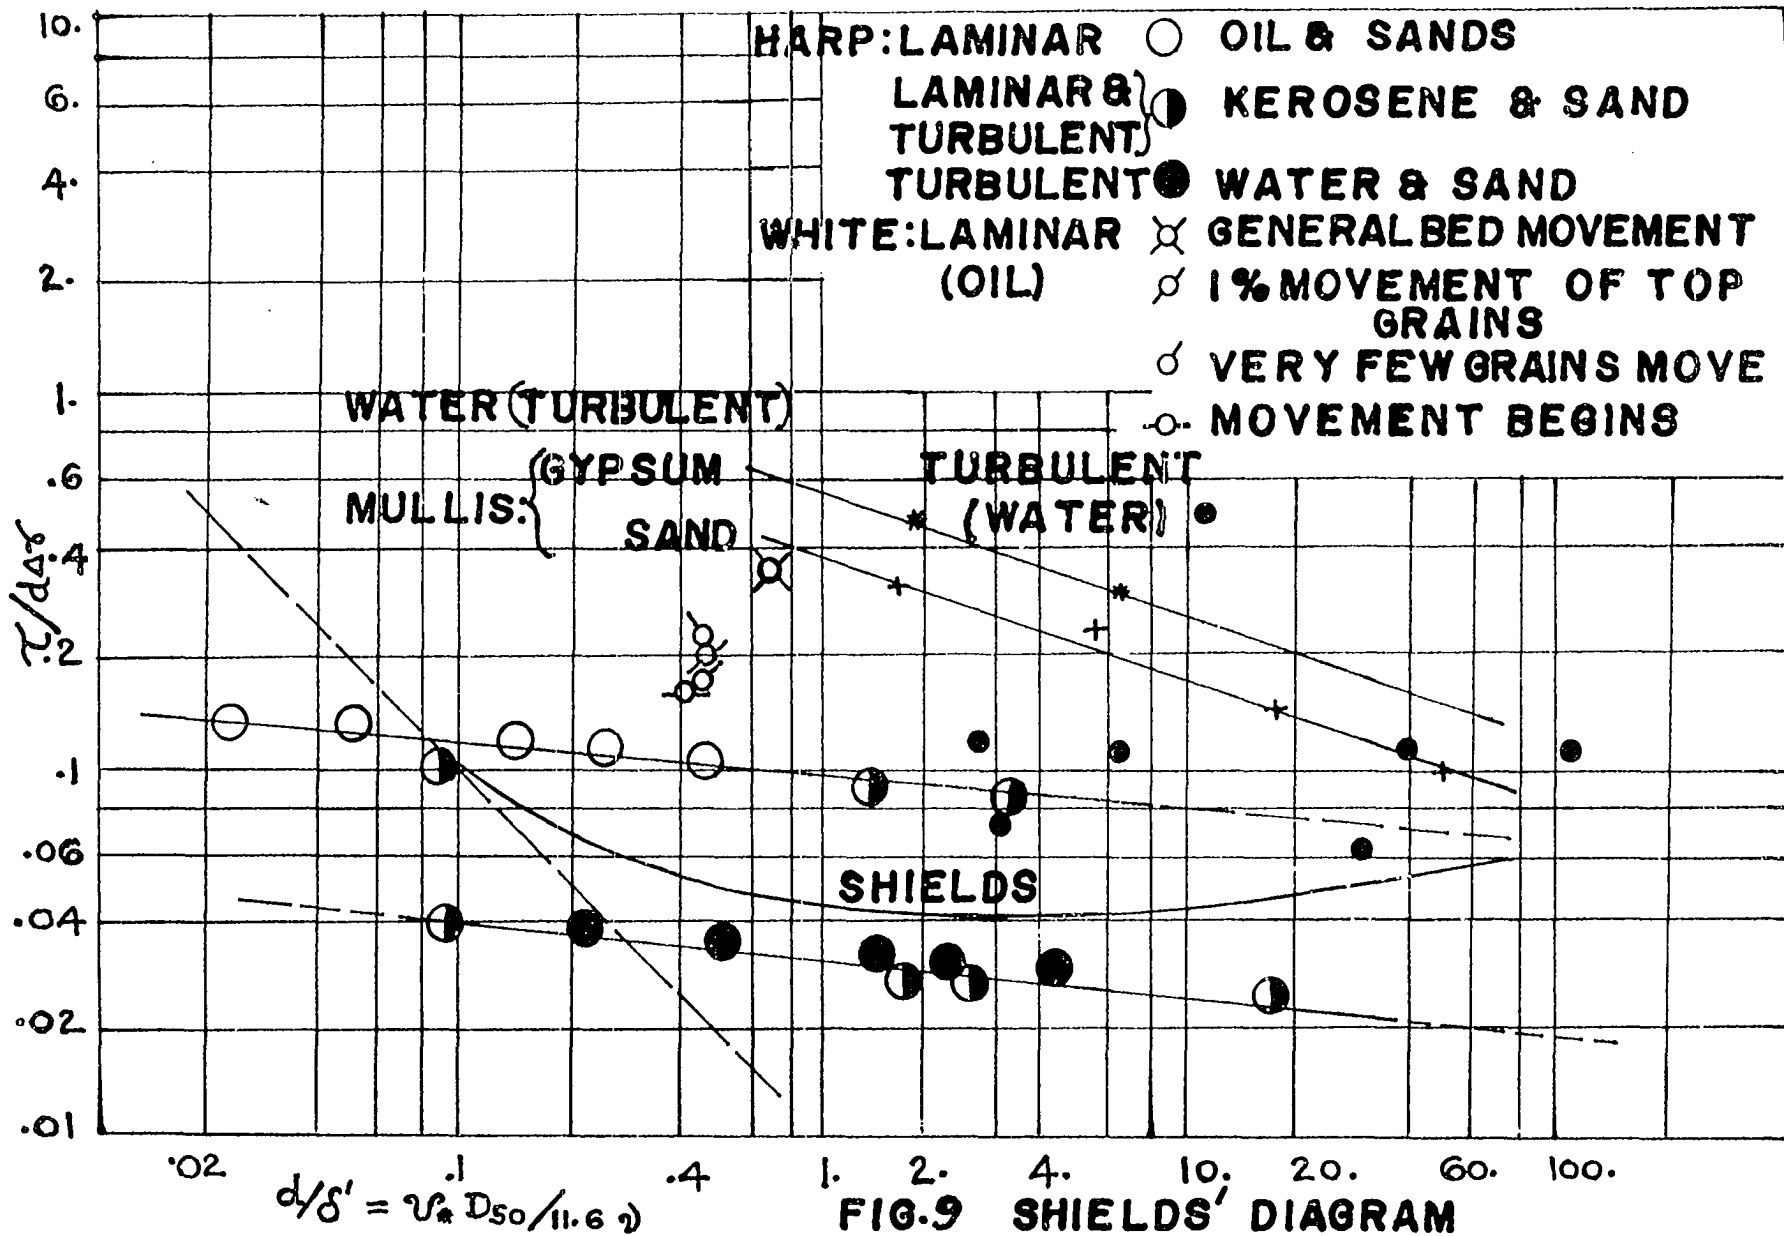 HARP: LAMINAR ○ OIL & SANDS
LAMINAR & TURBULENT} KEROSENE & SAND
TURBULENT ● WATER & SAND
WHITE: LAMINAR (OIL) GENERAL BED MOVEMENT
1% MOVEMENT OF TOP GRAINS
VERY FEW GRAINS MOVE
MOVEMENT BEGINS
WATER (TURBULENT)
MULLIS: { GYPSUM
SAND
TURBULENT
(WATER)
SHIELDS
10.
6.
4.
2.
1.
.6
.4
.2
.1
.06
.04
.02
.01
τ/dΔγ
.02 .1 .4 1. 2. 4. 10. 20. 60. 100.
d/δ' = v* D50/11.6 ν
FIG.9 SHIELDS' DIAGRAM